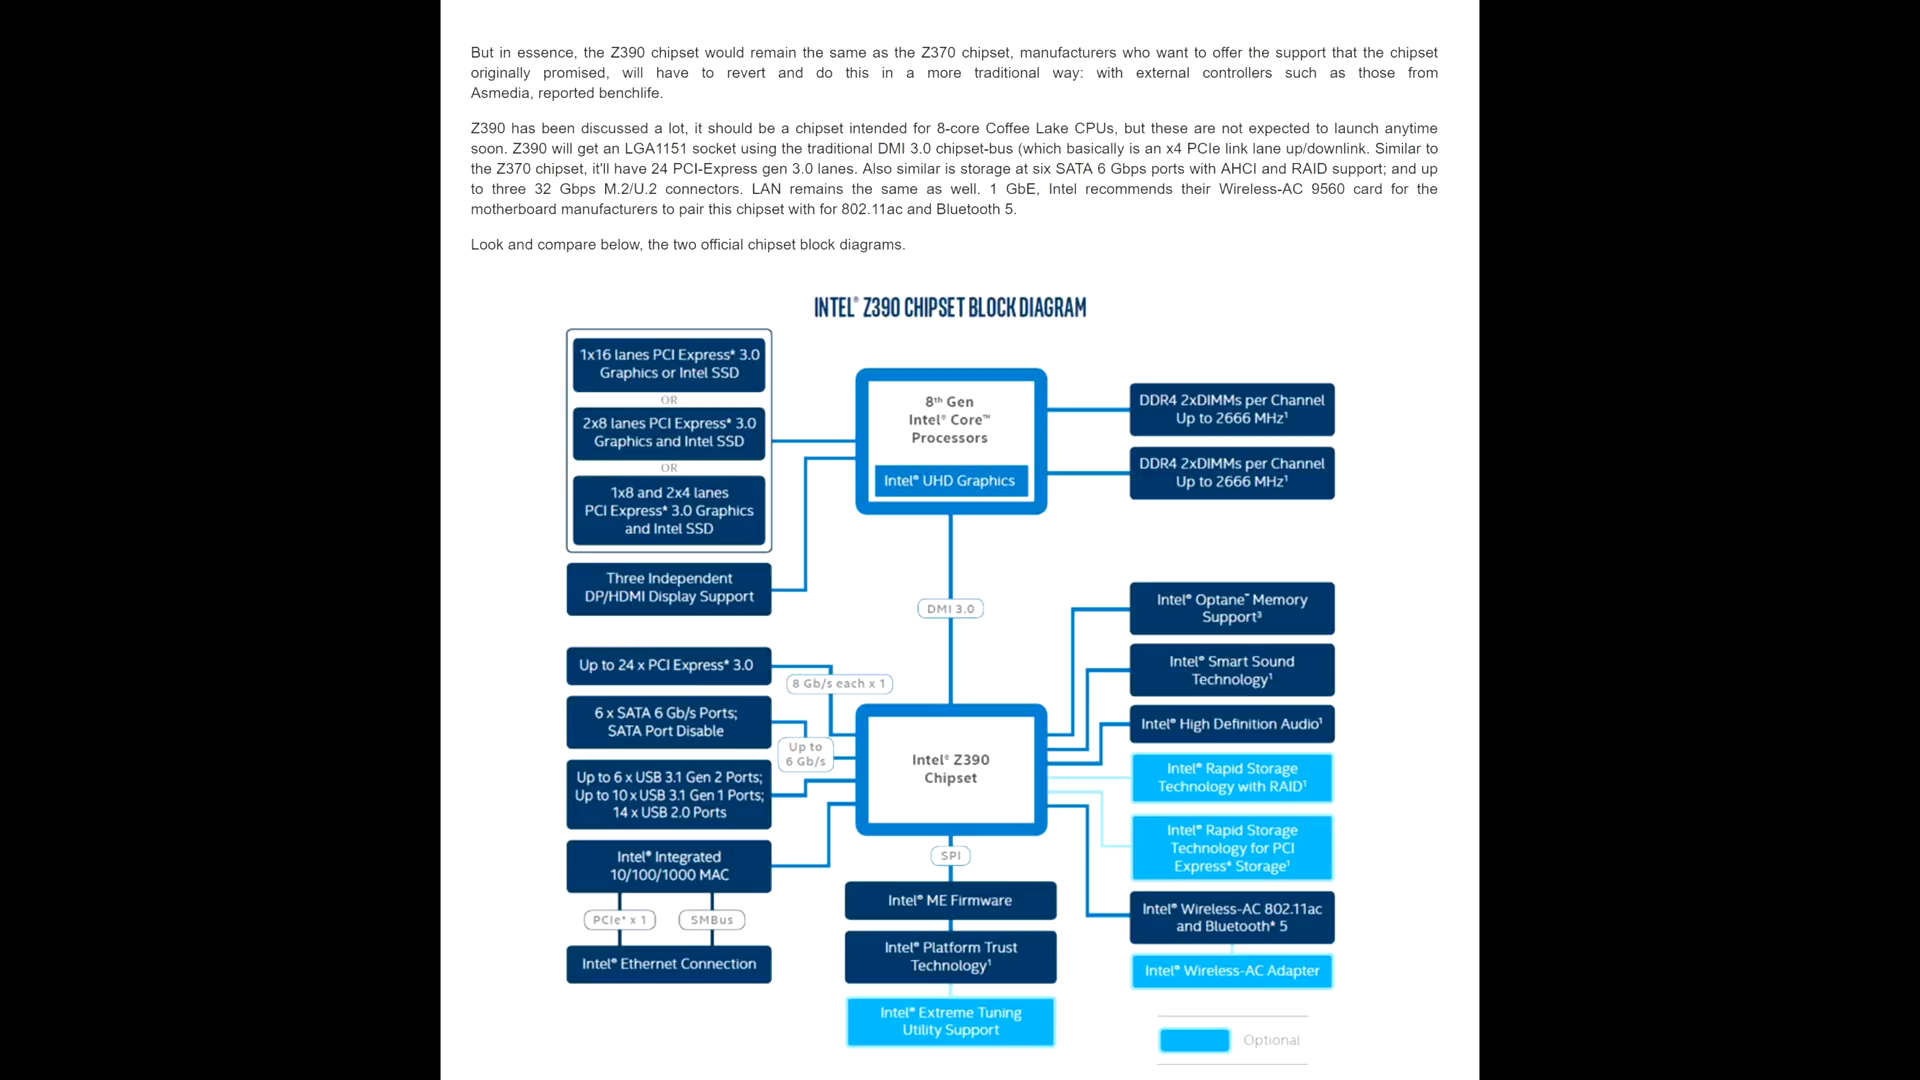 But in essence, the Z390 chipset would remain the same as the Z370 chipset, manufacturers who want to offer the support that the chipset
originally promised, will have to revert and do this in a more traditional way: with external controllers such as those from
Asmedia, reported benchlife.
Z390 has been discussed a lot, it should be a chipset intended for 8-core Coffee Lake CPUs, but these are not expected to launch anytime
soon. Z390 will get an LGA1151 socket using the traditional DMI 3.0 chipset-bus (which basically is an x4 PCIe link lane up/downlink. Similar to
the Z370 chipset, it'll have 24 PCI-Express gen 3.0 lanes. Also similar is storage at six SATA 6 Gbps ports with AHCI and RAID support; and up
to three 32 Gbps M.2/U.2 connectors. LAN remains the same as well. 1 GbE, Intel recommends their Wireless-AC 9560 card for the
motherboard manufacturers to pair this chipset with for 802.11ac and Bluetooth 5.
Look and compare below, the two official chipset block diagrams.
INTEL® Z390 CHIPSET BLOCK DIAGRAM
1x16 lanes PCI Express* 3.0
Graphics or Intel SSD
OR
2x8 lanes PCI Express* 3.0
Graphics and Intel SSD
OR
1x8 and 2x4 lanes
PCI Express* 3.0 Graphics
and Intel SSD
Three Independent
DP/HDMI Display Support
8th Gen
Intel® Core™
Processors
Intel® UHD Graphics
DDR4 2xDIMMs per Channel
Up to 2666 MHz¹
DDR4 2xDIMMs per Channel
Up to 2666 MHz¹
DMI 3.0
Up to 24 x PCI Express* 3.0
8 Gb/s each x 1
6 x SATA 6 Gb/s Ports;
SATA Port Disable
Up to
6 Gb/s
Up to 6 x USB 3.1 Gen 2 Ports;
Up to 10 x USB 3.1 Gen 1 Ports;
14 x USB 2.0 Ports
Intel® Integrated
10/100/1000 MAC
PCIe* x 1
SMBus
Intel® Ethernet Connection
Intel® Z390
Chipset
SPI
Intel® ME Firmware
Intel® Platform Trust
Technology¹
Intel® Extreme Tuning
Utility Support
Intel® Optane™ Memory
Support³
Intel® Smart Sound
Technology¹
Intel® High Definition Audio¹
Intel® Rapid Storage
Technology with RAID¹
Intel® Rapid Storage
Technology for PCI
Express* Storage¹
Intel® Wireless-AC 802.11ac
and Bluetooth* 5
Intel® Wireless-AC Adapter
Optional